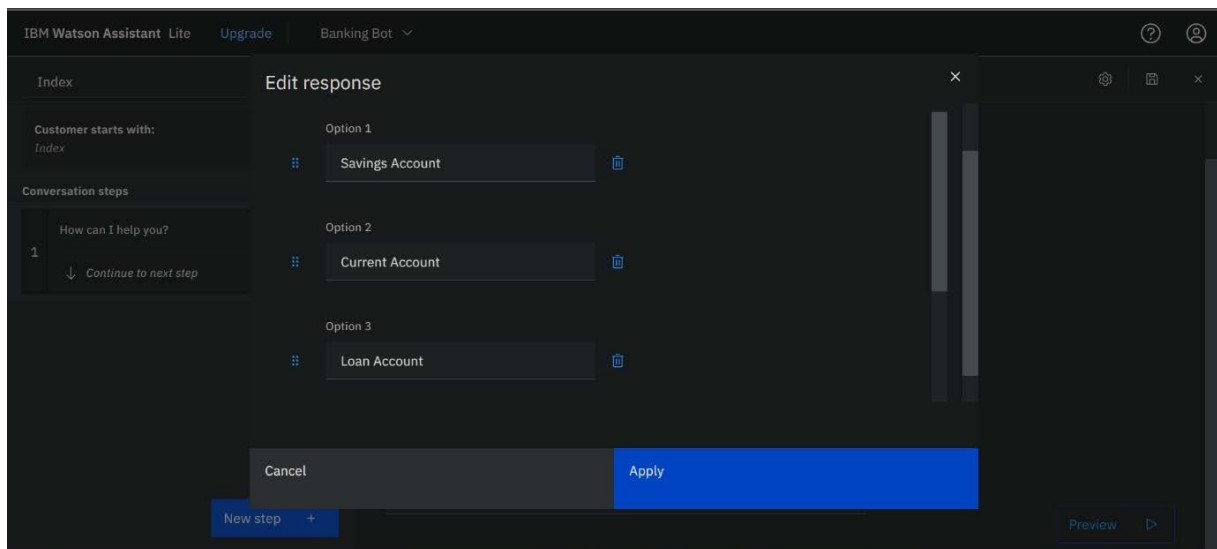 IBM Watson Assistant Lite Upgrade Banking Bot
Index
Customer starts with:
Index
Conversation steps
1
How can I help you?
Continue to next step
New step +
Edit response
Option 1
Savings Account
Option 2
Current Account
Option 3
Loan Account
Cancel
Apply
Preview